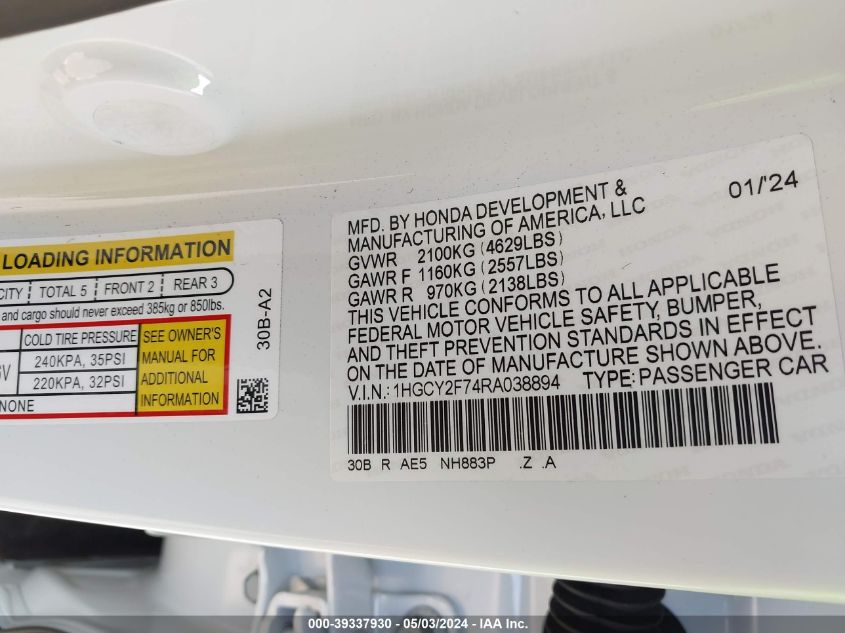 LOADING INFORMATION
CITY TOTAL 5 FRONT 2 REAR 3
and cargo should never exceed 385kg or 850lbs.
COLD TIRE PRESSURE
240KPA, 35PSI
220KPA, 32PSI
NONE
SEE OWNER'S
MANUAL FOR
ADDITIONAL
INFORMATION
30B-A2
MFD. BY HONDA DEVELOPMENT & 01/'24
MANUFACTURING OF AMERICA, LLC
GVWR 2100KG (4629LBS)
GAWR F 1160KG (2557LBS)
GAWR R 970KG (2138LBS)
THIS VEHICLE CONFORMS TO ALL APPLICABLE
FEDERAL MOTOR VEHICLE SAFETY, BUMPER,
AND THEFT PREVENTION STANDARDS IN EFFECT
ON THE DATE OF MANUFACTURE SHOWN ABOVE.
V.I.N.: 1HGCY2F74RA038894 TYPE: PASSENGER CAR
30B R AE5 NH883P .Z .A
000-39337930 - 05/03/2024 - IAA Inc.